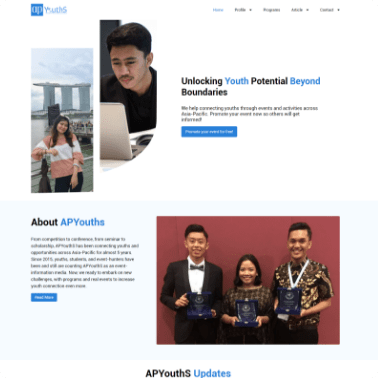 ap YouthS
Home Profile Programs Article Contact
Unlocking Youth Potential Beyond
Boundaries
We help connecting youths through events and activities across
Asia-Pacific. Promote your event now so others will get
informed!
Promote your event for free!
About APYouths
From competition to conference, from seminar to
scholarship, APYouthS has been connecting youths and
opportunities across Asia-Pacific for almost 9 years.
Since 2015, youths, students, and event-hunters have
been and still are counting APYouthS as an event-
information media. Now, we ready to embark on new
challenges, with programs and real events to increase
youth connection even more.
Read More
APYouthS Updates